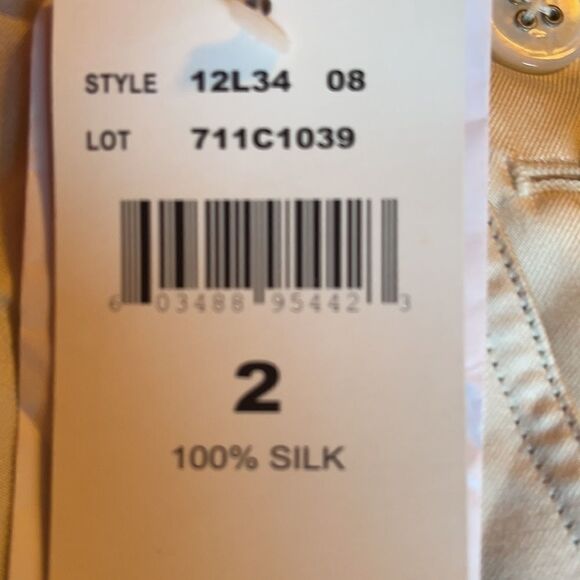 STYLE 12L34 08
LOT 711C1039
6 03488 95442 3
2
100% SILK